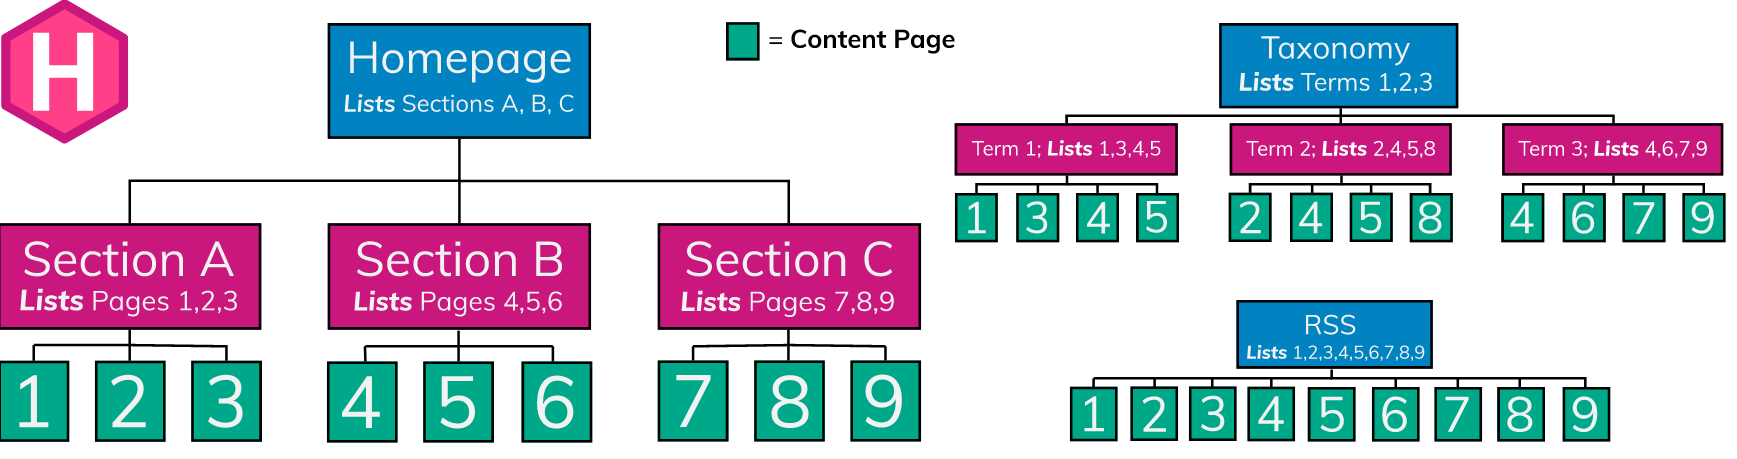 H
Homepage
Lists Sections A, B, C
Section A
Lists Pages 1,2,3
Section B
Lists Pages 4,5,6
Section C
Lists Pages 7,8,9
1 2 3 4 5 6 7 8 9
= Content Page
Taxonomy
Lists Terms 1,2,3
Term 1; Lists 1,3,4,5
Term 2; Lists 2,4,5,8
Term 3; Lists 4,6,7,9
1 3 4 5 2 4 5 8 4 6 7 9
RSS
Lists 1,2,3,4,5,6,7,8,9
1 2 3 4 5 6 7 8 9